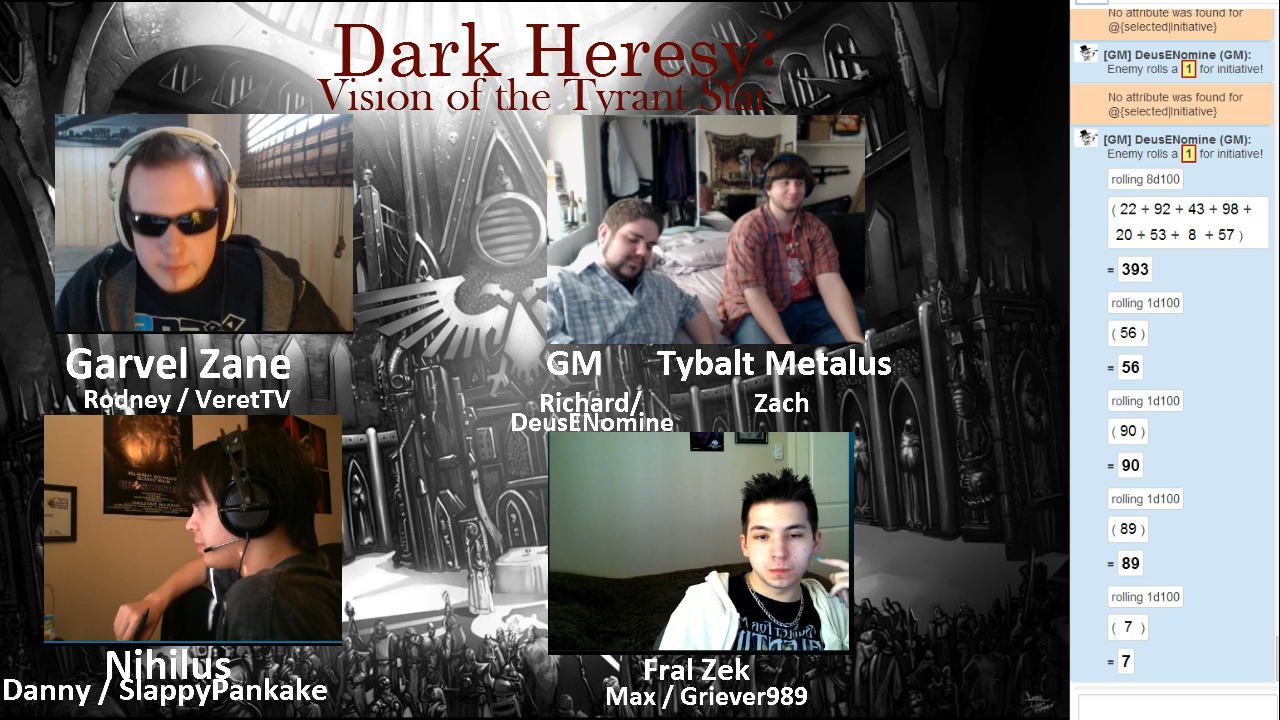 Dark Heresy:
Vision of the Tyrant Star
Garvel Zane
Rodney / VeretTV
GM
Richard/
DeusENomine
Tybalt Metalus
Zach
Nihilus
Danny / SlappyPankake
Fral Zek
Max / Griever989
No attribute was found for
@{selected|Initiative}
[GM] DeusENomine (GM):
Enemy rolls a 1 for initiative!
No attribute was found for
@{selected|Initiative}
[GM] DeusENomine (GM):
Enemy rolls a 1 for initiative!
rolling 8d100
( 22 + 92 + 43 + 98 +
20 + 53 + 8 + 57 )
= 393
rolling 1d100
( 56 )
= 56
rolling 1d100
( 90 )
= 90
rolling 1d100
( 89 )
= 89
rolling 1d100
( 7 )
= 7